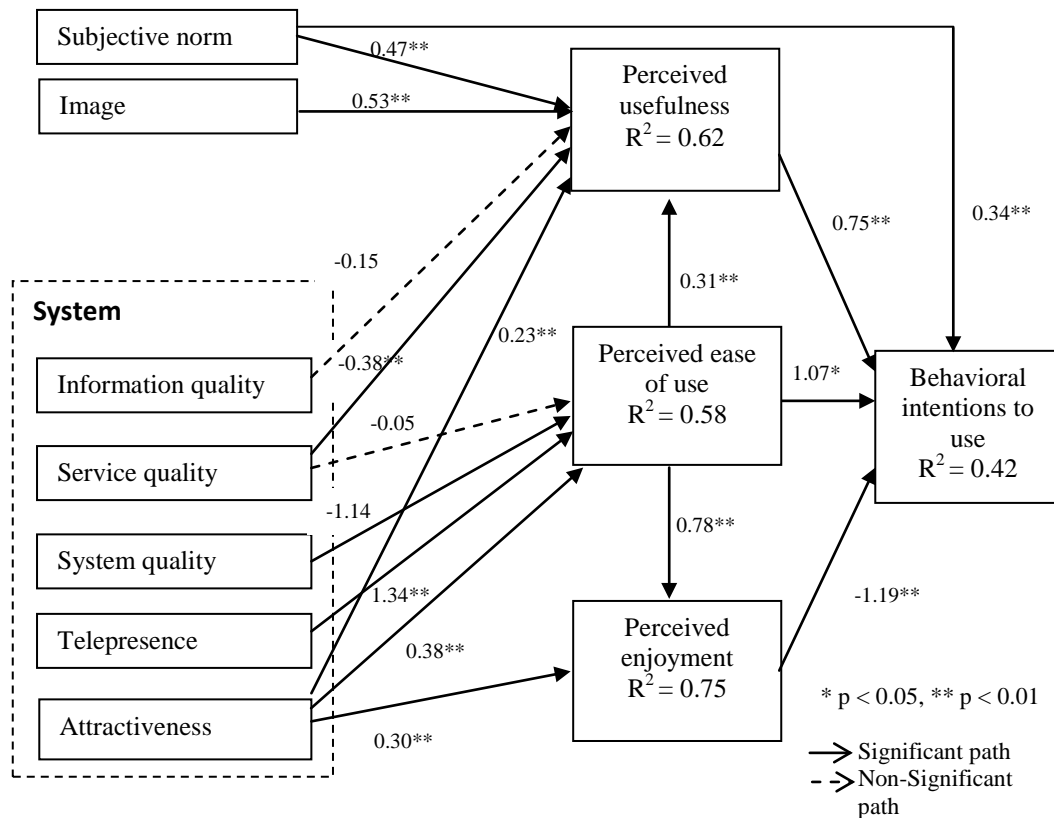 Subjective norm
Image
0.47**
0.53**
Perceived
usefulness
R² = 0.62
0.34**
0.75**
-0.15
0.31**
System
0.23**
Information quality
-0.38**
Perceived ease
of use
R² = 0.58
1.07*
Behavioral
intentions to
use
R² = 0.42
-0.05
Service quality
-1.14
0.78**
System quality
1.34**
Telepresence
0.38**
Perceived
enjoyment
R² = 0.75
-1.19**
Attractiveness
0.30**
* p < 0.05, ** p < 0.01
Significant path
Non-Significant
path